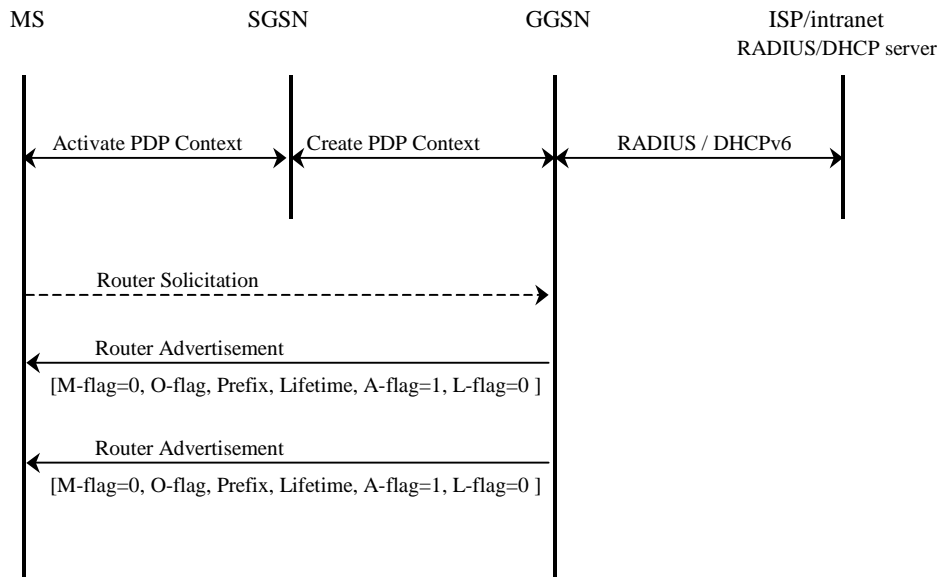 MS
SGSN
GGSN
ISP/intranet
RADIUS/DHCP server
Activate PDP Context
Create PDP Context
RADIUS / DHCPv6
Router Solicitation
Router Advertisement
[M-flag=0, O-flag, Prefix, Lifetime, A-flag=1, L-flag=0 ]
Router Advertisement
[M-flag=0, O-flag, Prefix, Lifetime, A-flag=1, L-flag=0 ]